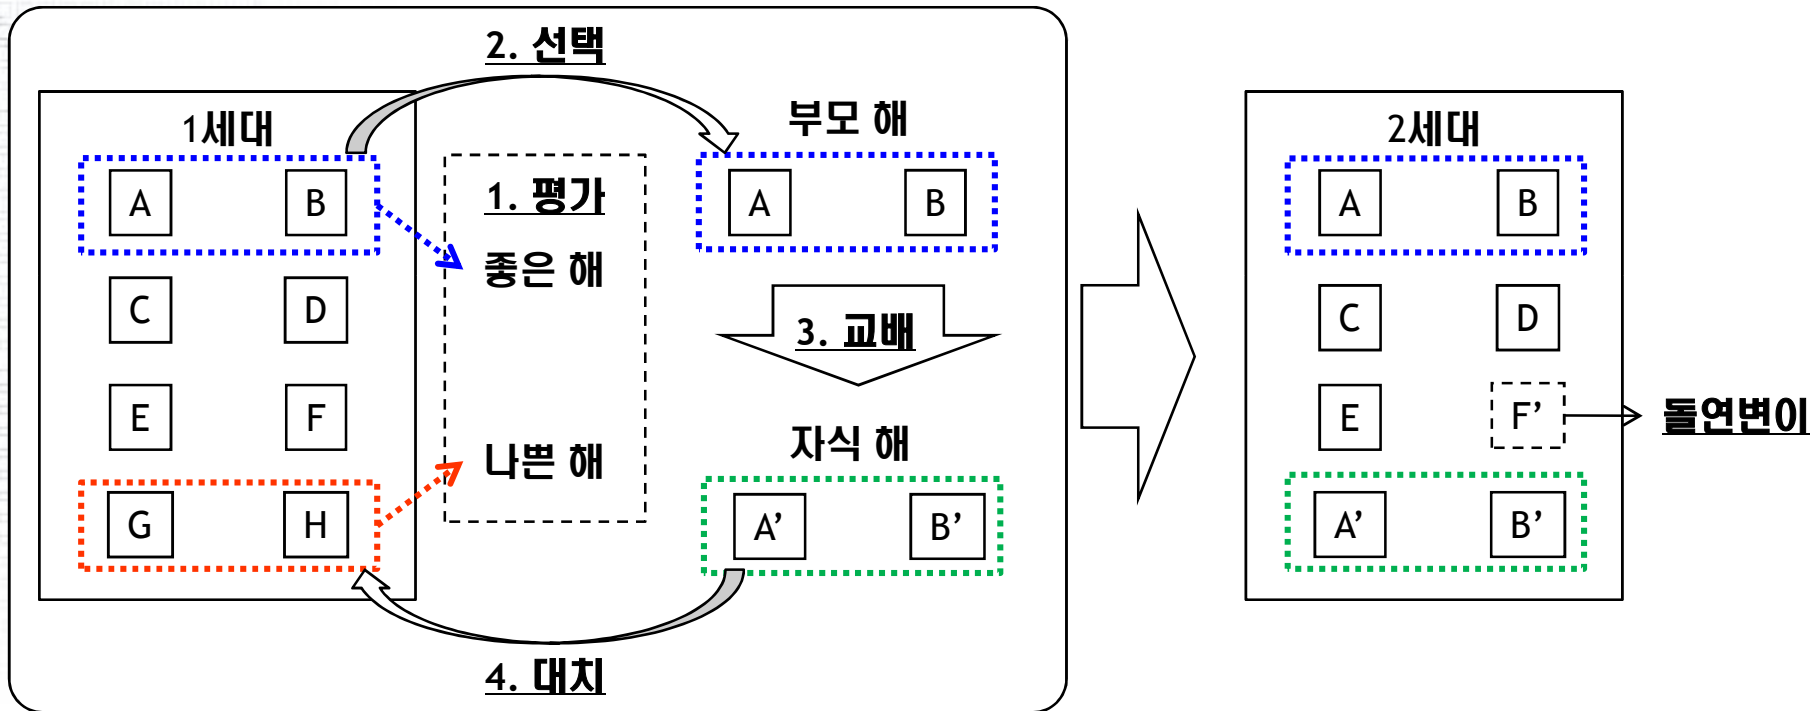 2. 선택
1세대
A B
C D
E F
G H
1. 평가
좋은 해
나쁜 해
부모 해
A B
3. 교배
자식 해
A’ B’
4. 대치
2세대
A B
C D
E F’
A’ B’
돌연변이